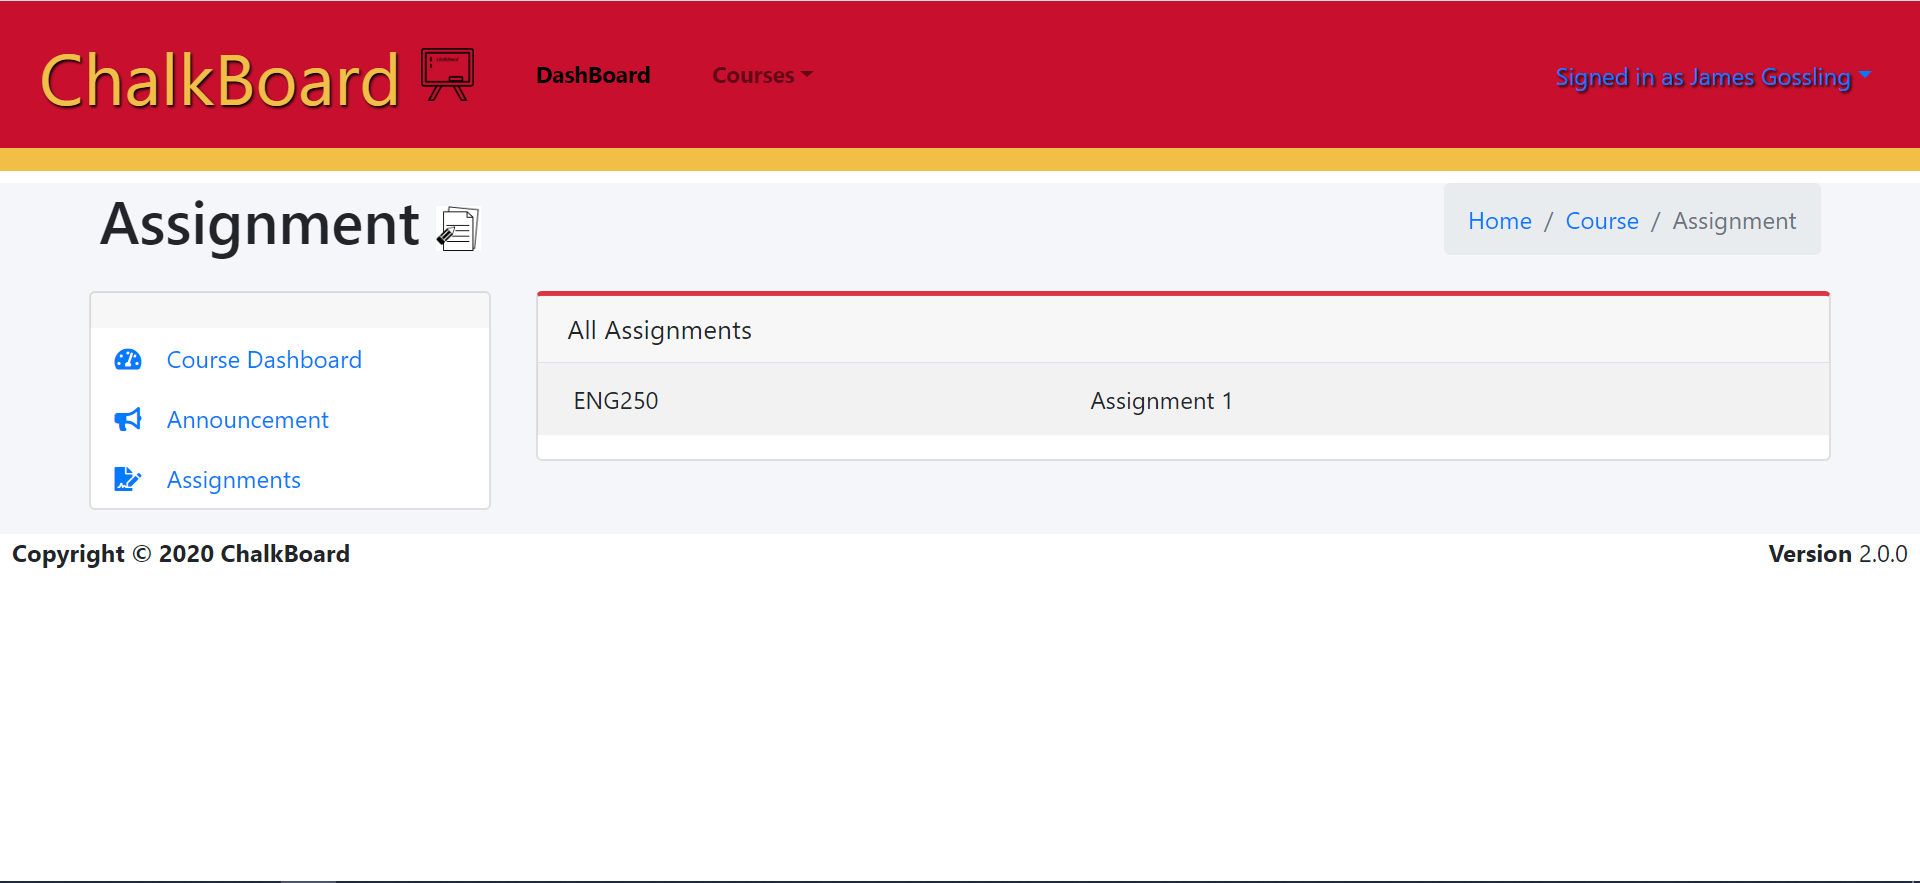 ChalkBoard
DashBoard
Courses
Signed in as James Gossling
Assignment
Home / Course / Assignment
Course Dashboard
Announcement
Assignments
All Assignments
ENG250 Assignment 1
Copyright © 2020 ChalkBoard
Version 2.0.0